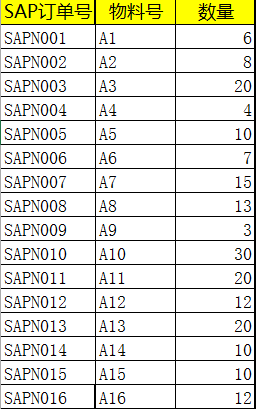 SAP订单号 物料号 数量
SAPN001 A1 6
SAPN002 A2 8
SAPN003 A3 20
SAPN004 A4 4
SAPN005 A5 10
SAPN006 A6 7
SAPN007 A7 15
SAPN008 A8 13
SAPN009 A9 3
SAPN010 A10 30
SAPN011 A11 20
SAPN012 A12 12
SAPN013 A13 20
SAPN014 A14 10
SAPN015 A15 10
SAPN016 A16 12